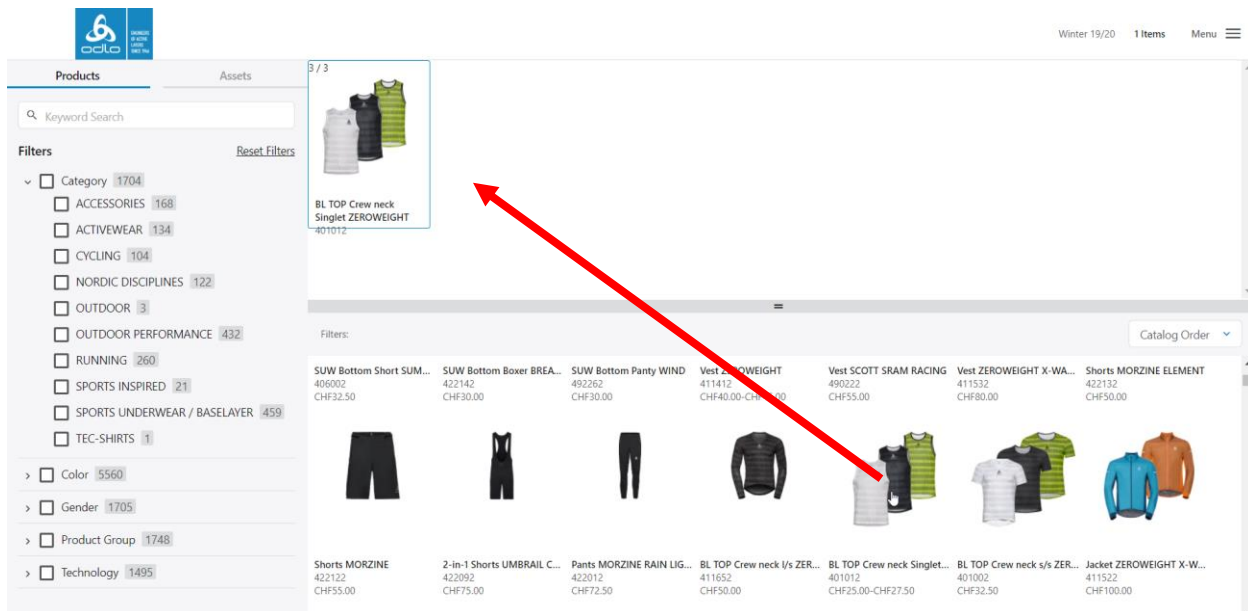 odlo
Winter 19/20 1 Items Menu
Products Assets
Keyword Search
Filters Reset Filters
Category 1704
ACCESSORIES 168
ACTIVEWEAR 134
CYCLING 104
NORDIC DISCIPLINES 122
OUTDOOR 3
OUTDOOR PERFORMANCE 432
RUNNING 260
SPORTS INSPIRED 21
SPORTS UNDERWEAR / BASELAYER 459
TEC-SHIRTS 1
Color 5560
Gender 1705
Product Group 1748
Technology 1495
3 / 3
BL TOP Crew neck
Singlet ZEROWEIGHT
401012
Filters: Catalog Order
SUW Bottom Short SUM... SUW Bottom Boxer BREA... SUW Bottom Panty WIND Vest ZEROWEIGHT Vest SCOTT SRAM RACING Vest ZEROWEIGHT X-WA... Shorts MORZINE ELEMENT
406002 422142 492262 411412 490222 411532 422132
CHF32.50 CHF30.00 CHF30.00 CHF40.00-CHF .00 CHF55.00 CHF80.00 CHF50.00
Shorts MORZINE 2-in-1 Shorts UMBRAIL C... Pants MORZINE RAIN LIG... BL TOP Crew neck l/s ZER... BL TOP Crew neck Singlet... BL TOP Crew neck s/s ZER... Jacket ZEROWEIGHT X-W...
422122 422092 422012 411652 401012 401002 411522
CHF55.00 CHF75.00 CHF72.50 CHF50.00 CHF25.00-CHF27.50 CHF32.50 CHF100.00